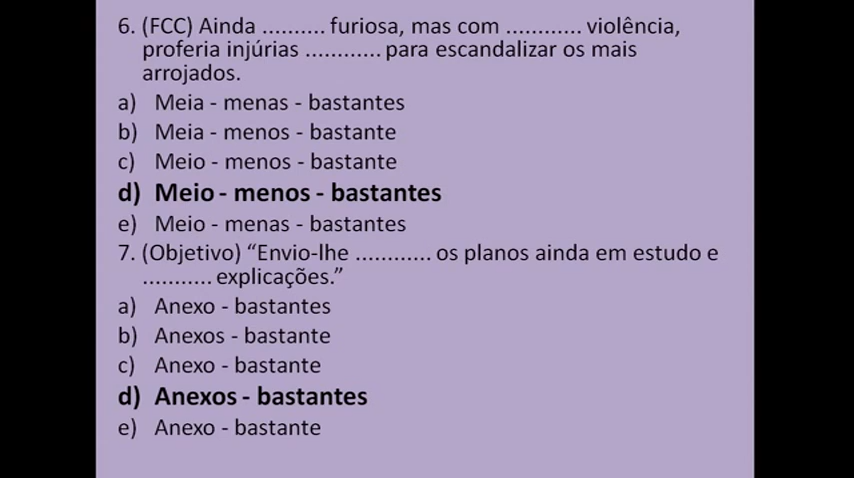 6. (FCC) Ainda .......... furiosa, mas com ............ violência,
proferia injúrias ............ para escandalizar os mais
arrojados.
a) Meia - menas - bastantes
b) Meia - menos - bastante
c) Meio - menos - bastante
d) Meio - menos - bastantes
e) Meio - menas - bastantes
7. (Objetivo) “Envio-lhe ............ os planos ainda em estudo e
........... explicações.”
a) Anexo - bastantes
b) Anexos - bastante
c) Anexo - bastante
d) Anexos - bastantes
e) Anexo - bastante